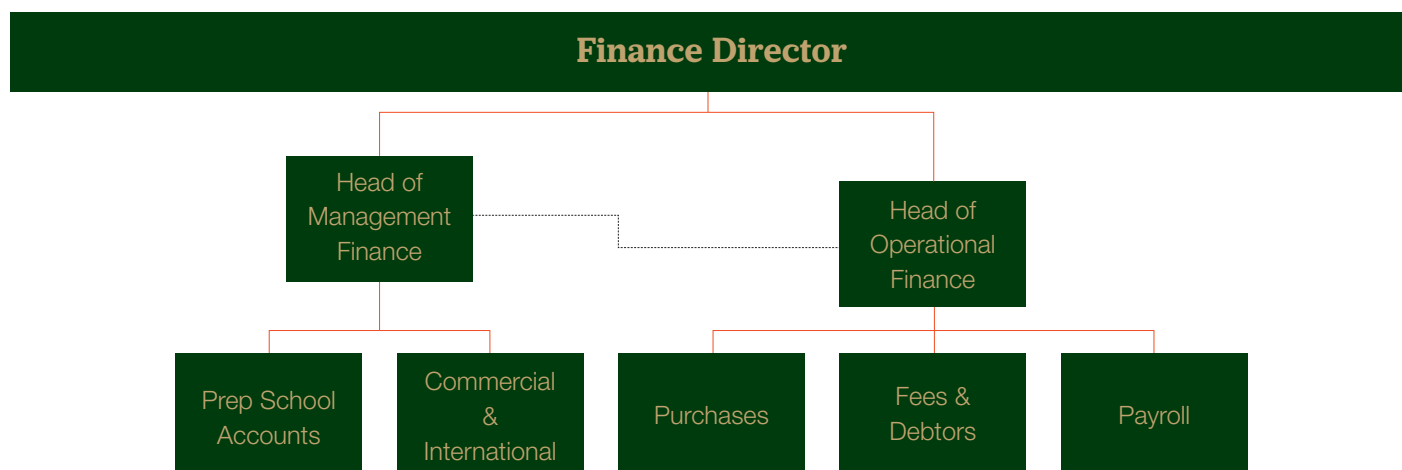 Finance Director
Head of
Management
Finance
Head of
Operational
Finance
Prep School
Accounts
Commercial
&
International
Purchases
Fees &
Debtors
Payroll